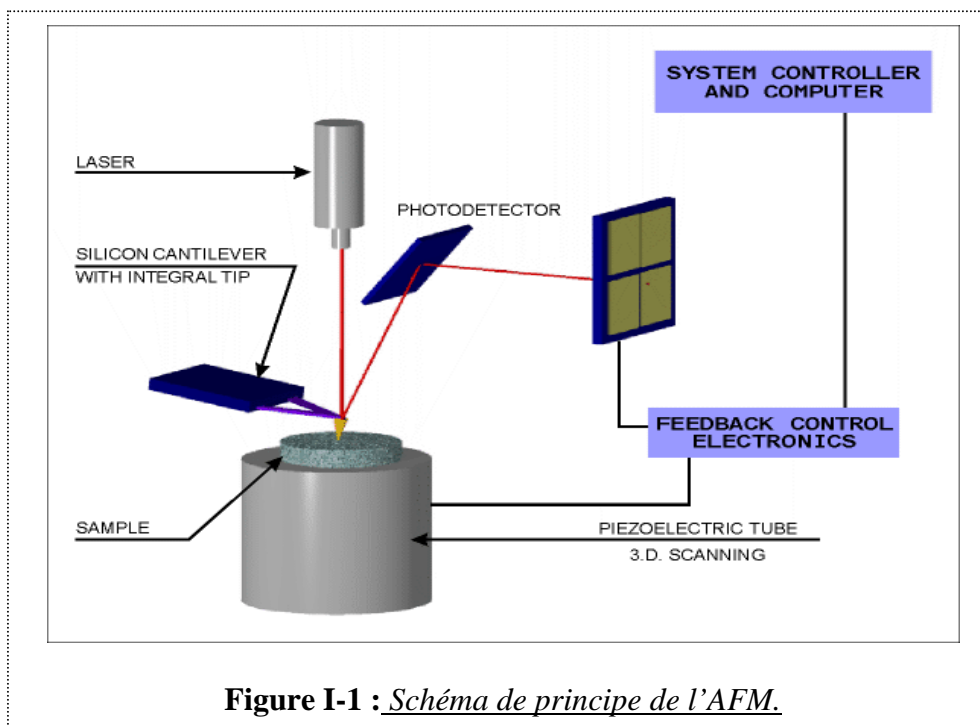 SYSTEM CONTROLLER
AND COMPUTER
LASER
PHOTODETECTOR
SILICON CANTILEVER
WITH INTEGRAL TIP
FEEDBACK CONTROL
ELECTRONICS
SAMPLE
PIEZOELECTRIC TUBE
3.D. SCANNING
Figure I-1 : Schéma de principe de l’AFM.